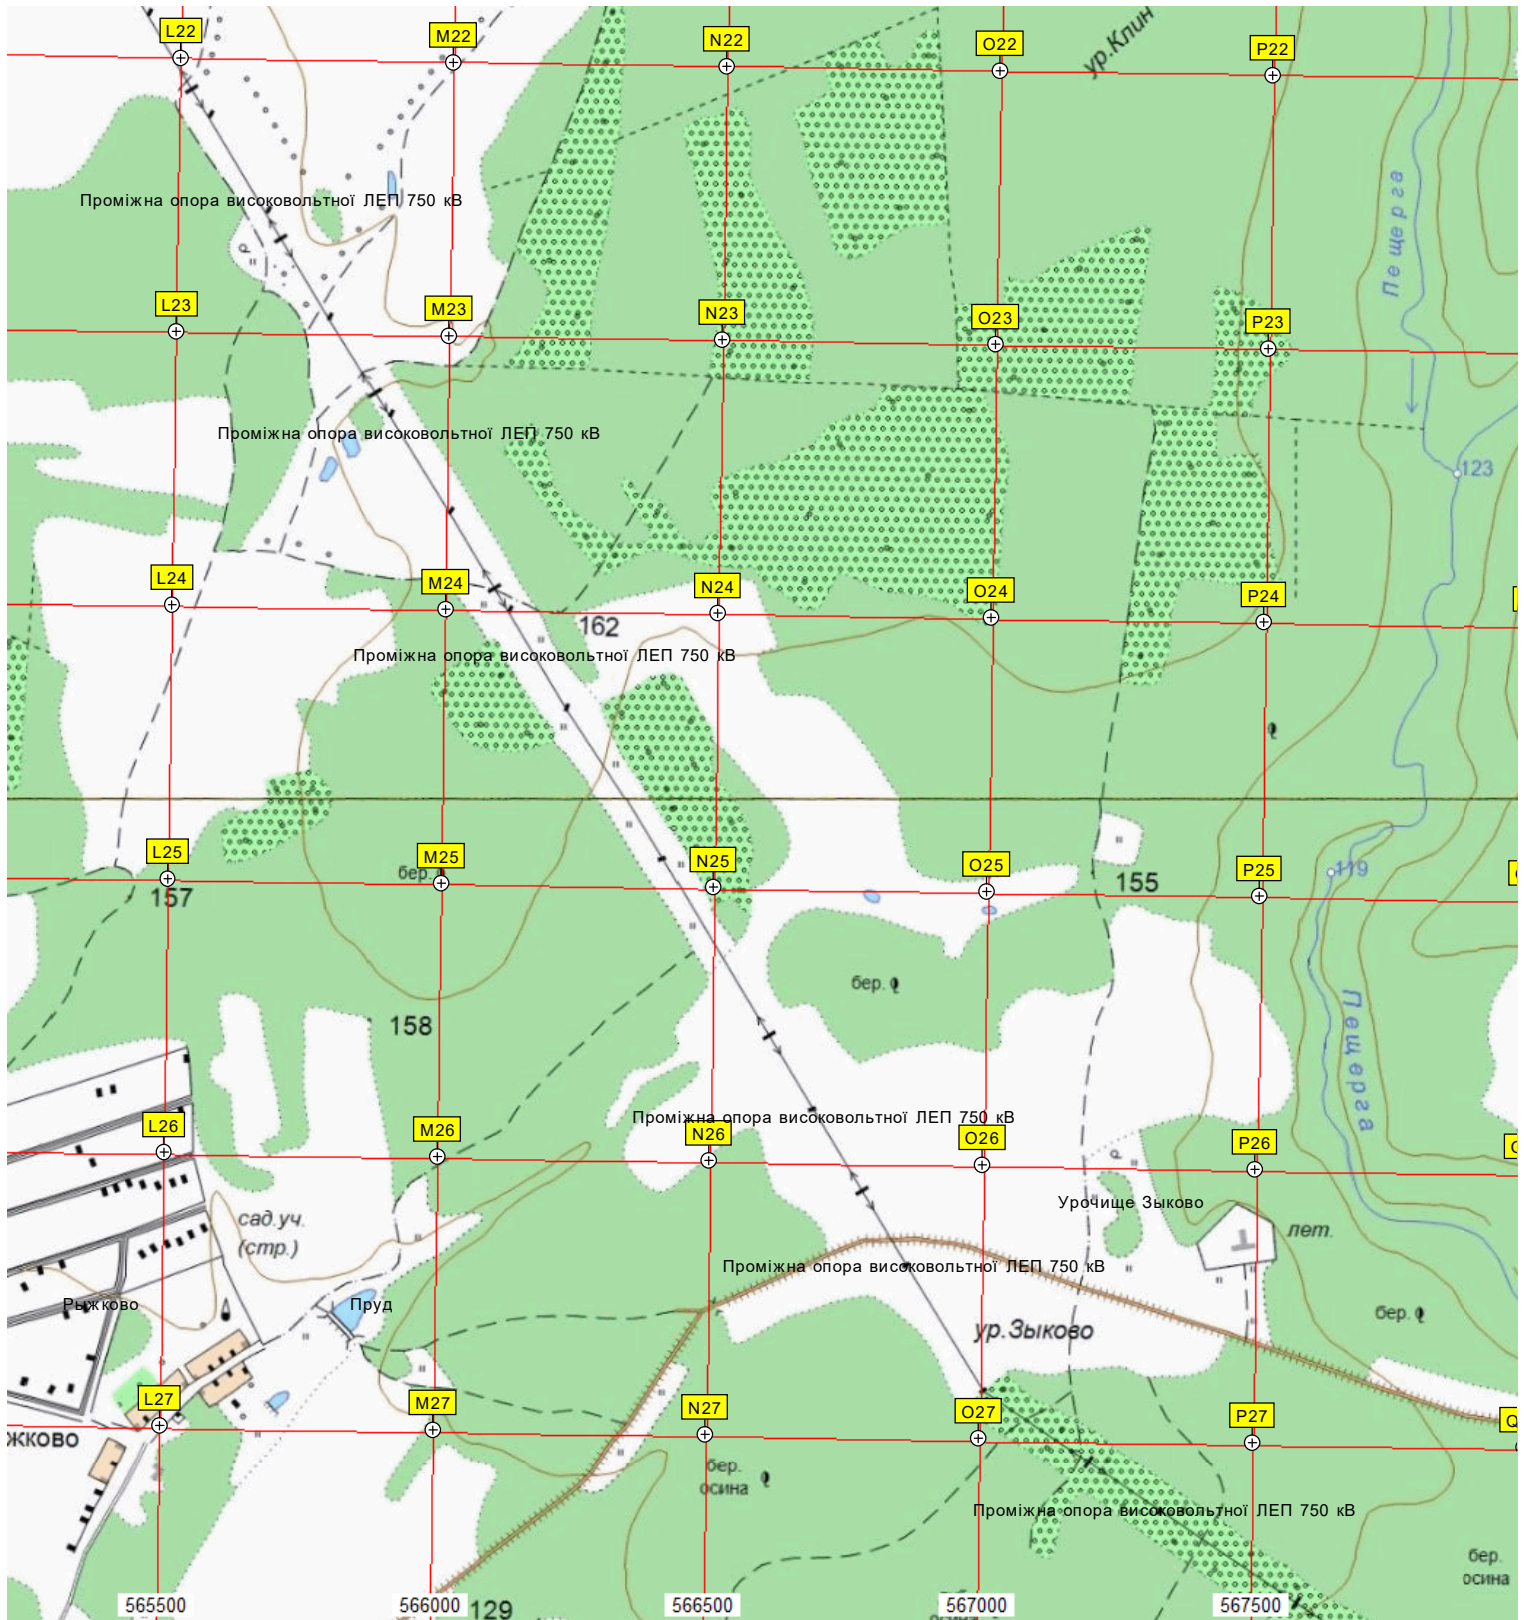 L22
M22
N22
O22
P22
ур.Клин
Пещерга
Проміжна опора високовольтної ЛЕП 750 кВ
L23
M23
N23
O23
P23
Проміжна опора високовольтної ЛЕП 750 кВ
123
L24
M24
N24
O24
P24
162
Проміжна опора високовольтної ЛЕП 750 кВ
L25
M25
N25
O25
P25
бер.
157
155
119
бер.
158
Пещерга
Проміжна опора високовольтної ЛЕП 750 кВ
L26
M26
N26
O26
P26
Урочище Зыково
сад.уч.
(стр.)
лет.
Проміжна опора високовольтної ЛЕП 750 кВ
Рыжково
Пруд
бер.
ур.Зыково
L27
M27
N27
O27
P27
Q
жково
бер.
осина
Проміжна опора високовольтної ЛЕП 750 кВ
бер.
осина
565500
566000
129
566500
567000
567500